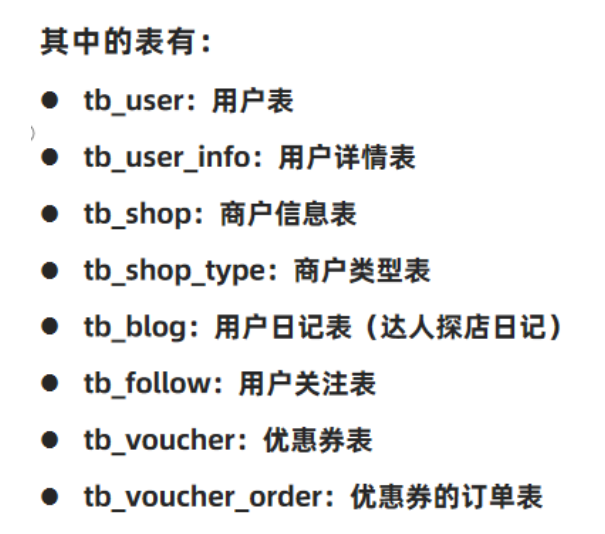 其中的表有：
● tb_user：用户表
● tb_user_info：用户详情表
● tb_shop：商户信息表
● tb_shop_type：商户类型表
● tb_blog：用户日记表（达人探店日记）
● tb_follow：用户关注表
● tb_voucher：优惠券表
● tb_voucher_order：优惠券的订单表